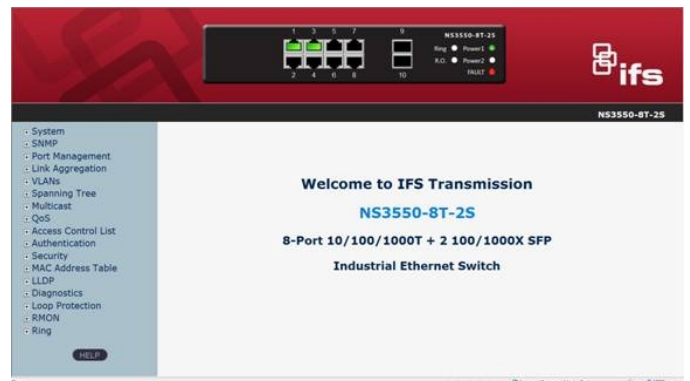 1 3 5 7 9
NS3550-8T-2S
Ring Power1
R.O. Power2
FAULT
2 4 6 8 10
ifs
NS3550-8T-2S
System
SNMP
Port Management
Link Aggregation
VLANs
Spanning Tree
Multicast
QoS
Access Control List
Authentication
Security
MAC Address Table
LLDP
Diagnostics
Loop Protection
RMON
Ring
HELP
Welcome to IFS Transmission
NS3550-8T-2S
8-Port 10/100/1000T + 2 100/1000X SFP
Industrial Ethernet Switch